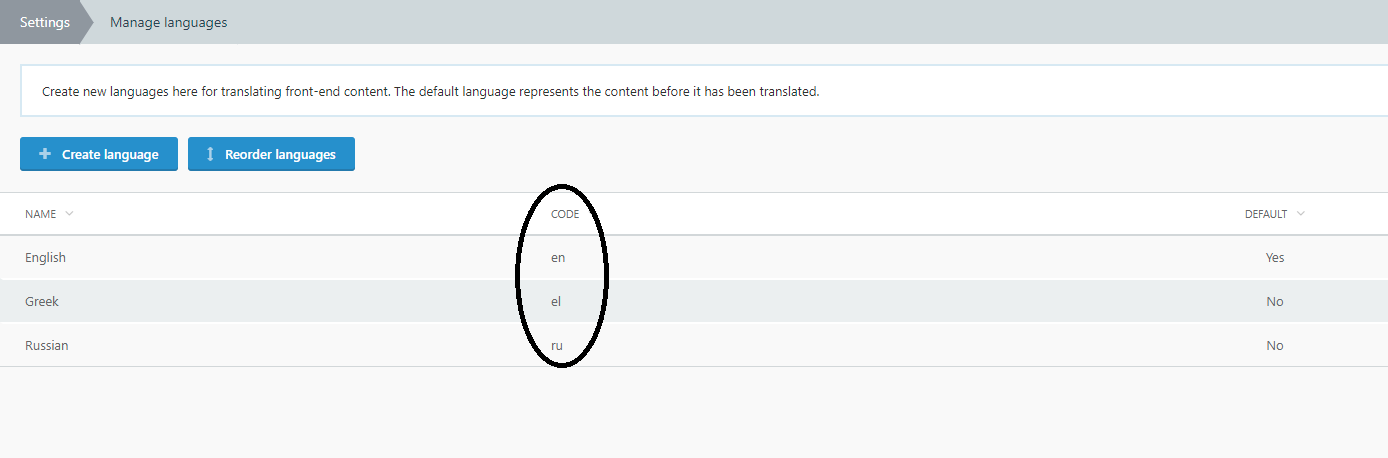 Settings Manage languages
Create new languages here for translating front-end content. The default language represents the content before it has been translated.
Create language Reorder languages
NAME CODE DEFAULT
English en Yes
Greek el No
Russian ru No